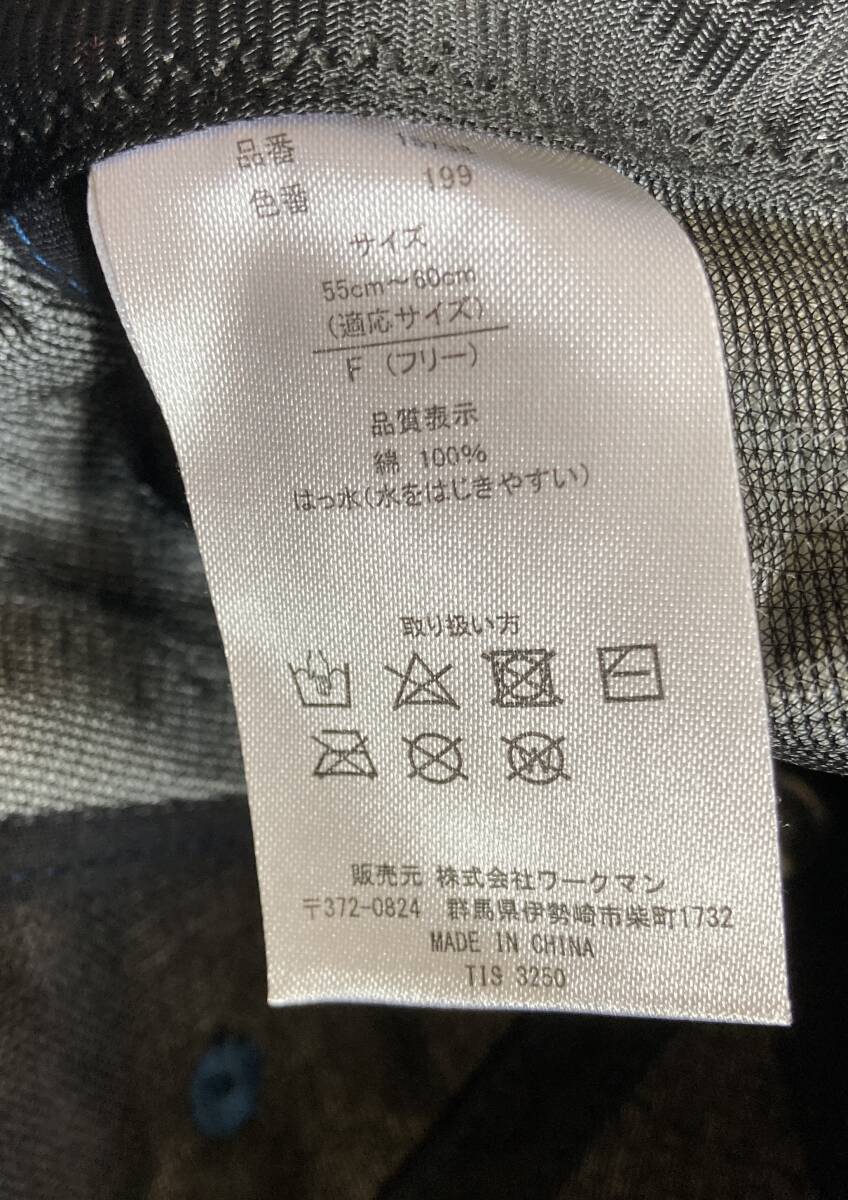 品番
色番 199
サイズ
55cm～60cm
(適応サイズ)
F (フリー)
品質表示
綿 100%
はっ水(水をはじきやすい)
取り扱い方
販売元 株式会社ワークマン
〒372-0824 群馬県伊勢崎市柴町1732
MADE IN CHINA
TIS 3250